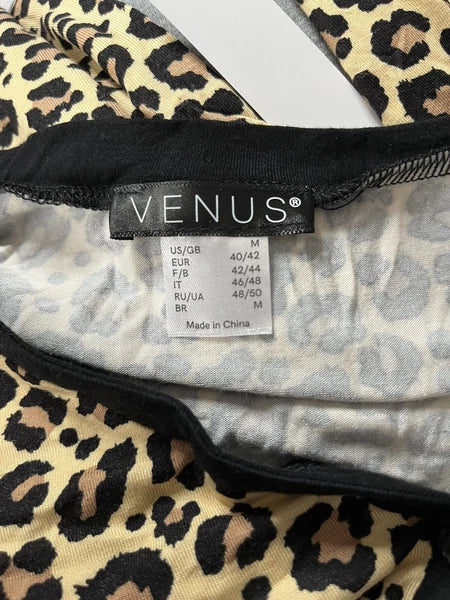 VENUS®
US/GB M
EUR 40/42
F/B 42/44
IT 46/48
RU/UA 48/50
BR M
Made in China